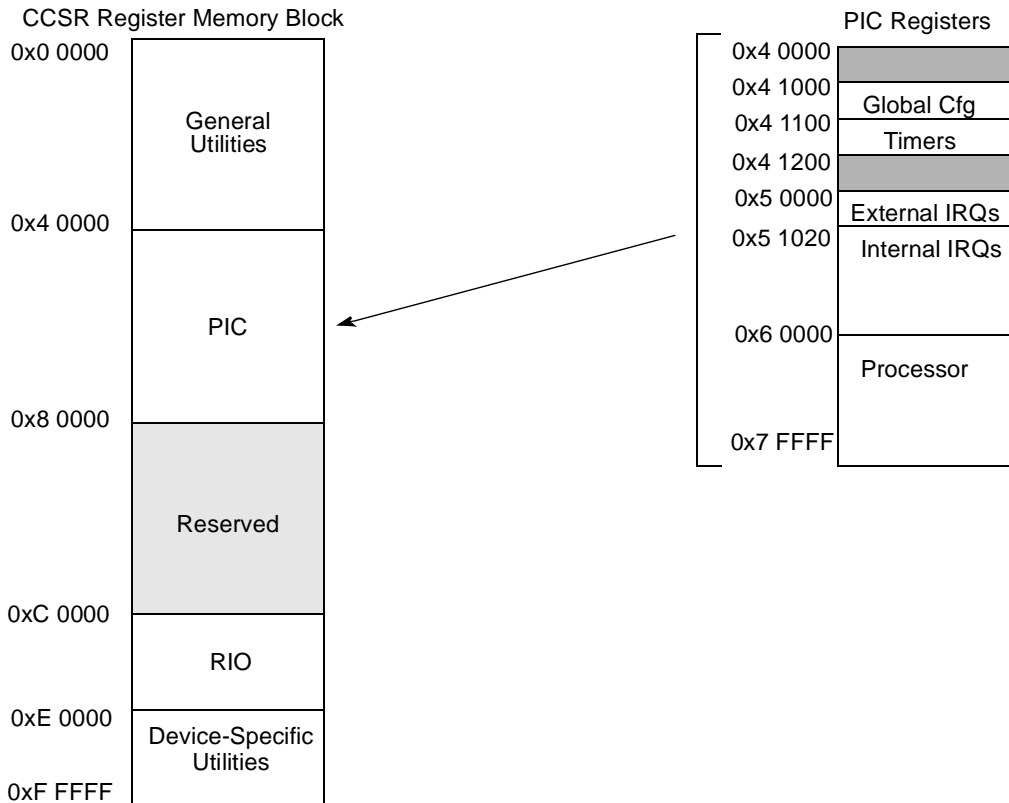 CCSR Register Memory Block
0x0 0000
General
Utilities
0x4 0000
PIC
0x8 0000
Reserved
0xC 0000
RIO
0xE 0000
Device-Specific
Utilities
0xF FFFF
PIC Registers
0x4 0000
0x4 1000
Global Cfg
0x4 1100
Timers
0x4 1200
0x5 0000
External IRQs
0x5 1020
Internal IRQs
0x6 0000
Processor
0x7 FFFF